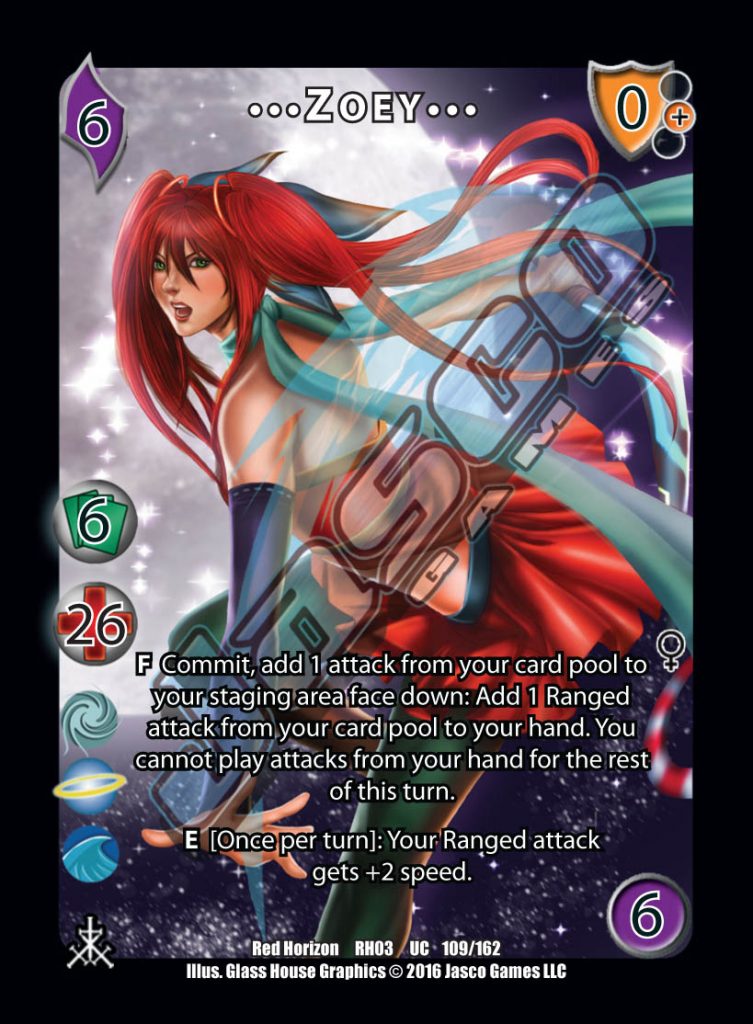 6
•••ZOEY•••
0
+
6
26
F Commit, add 1 attack from your card pool to
your staging area face down: Add 1 Ranged
attack from your card pool to your hand. You
cannot play attacks from your hand for the rest
of this turn.
E [Once per turn]: Your Ranged attack
gets +2 speed.
6
Red Horizon RH03 UC 109/162
Illus. Glass House Graphics © 2016 Jasco Games LLC
JASCO
GAMES